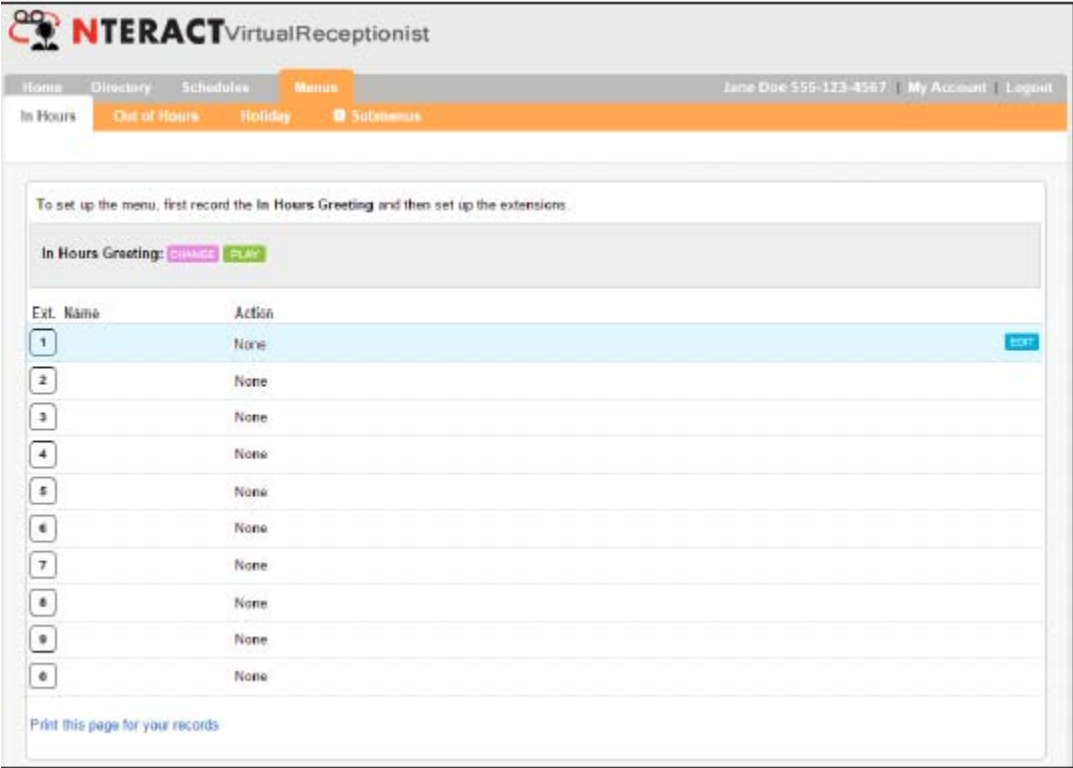 NTERACTVirtualReceptionist
Home Directory Schedules Menus Jane Doe 555-123-4567 | My Account | Logout
In Hours Out of Hours Holiday Submenus
To set up the menu, first record the In Hours Greeting and then set up the extensions.
In Hours Greeting: CHANGE PLAY
Ext. Name Action
1 None EDIT
2 None
3 None
4 None
5 None
6 None
7 None
8 None
9 None
0 None
Print this page for your records